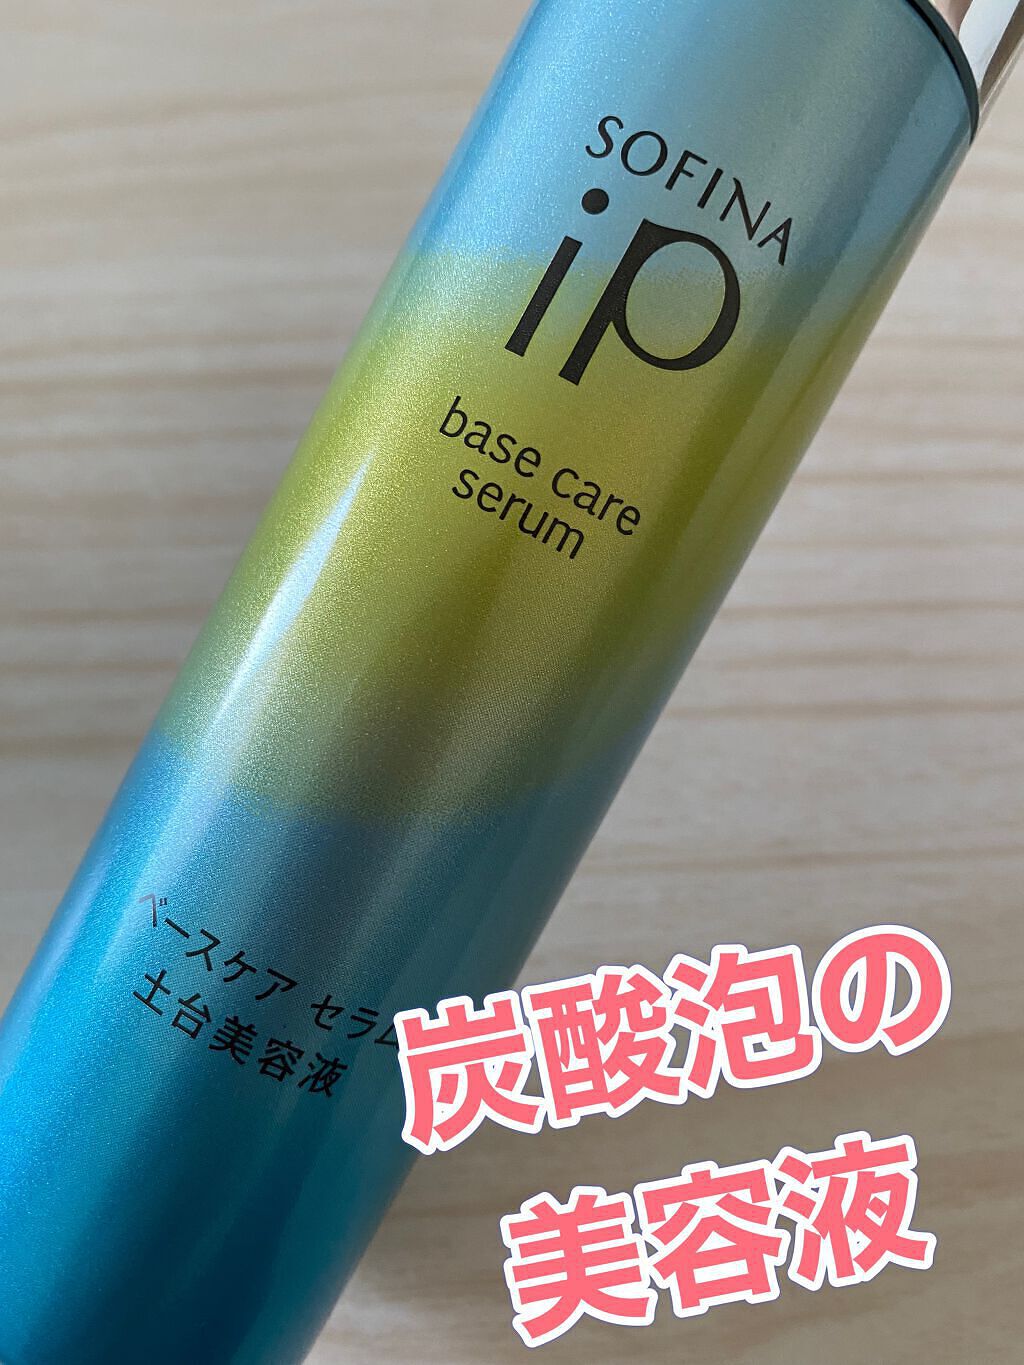 SOFINA
ip
base care
serum
ベースケア セラム
土台美容液
炭酸泡の
美容液